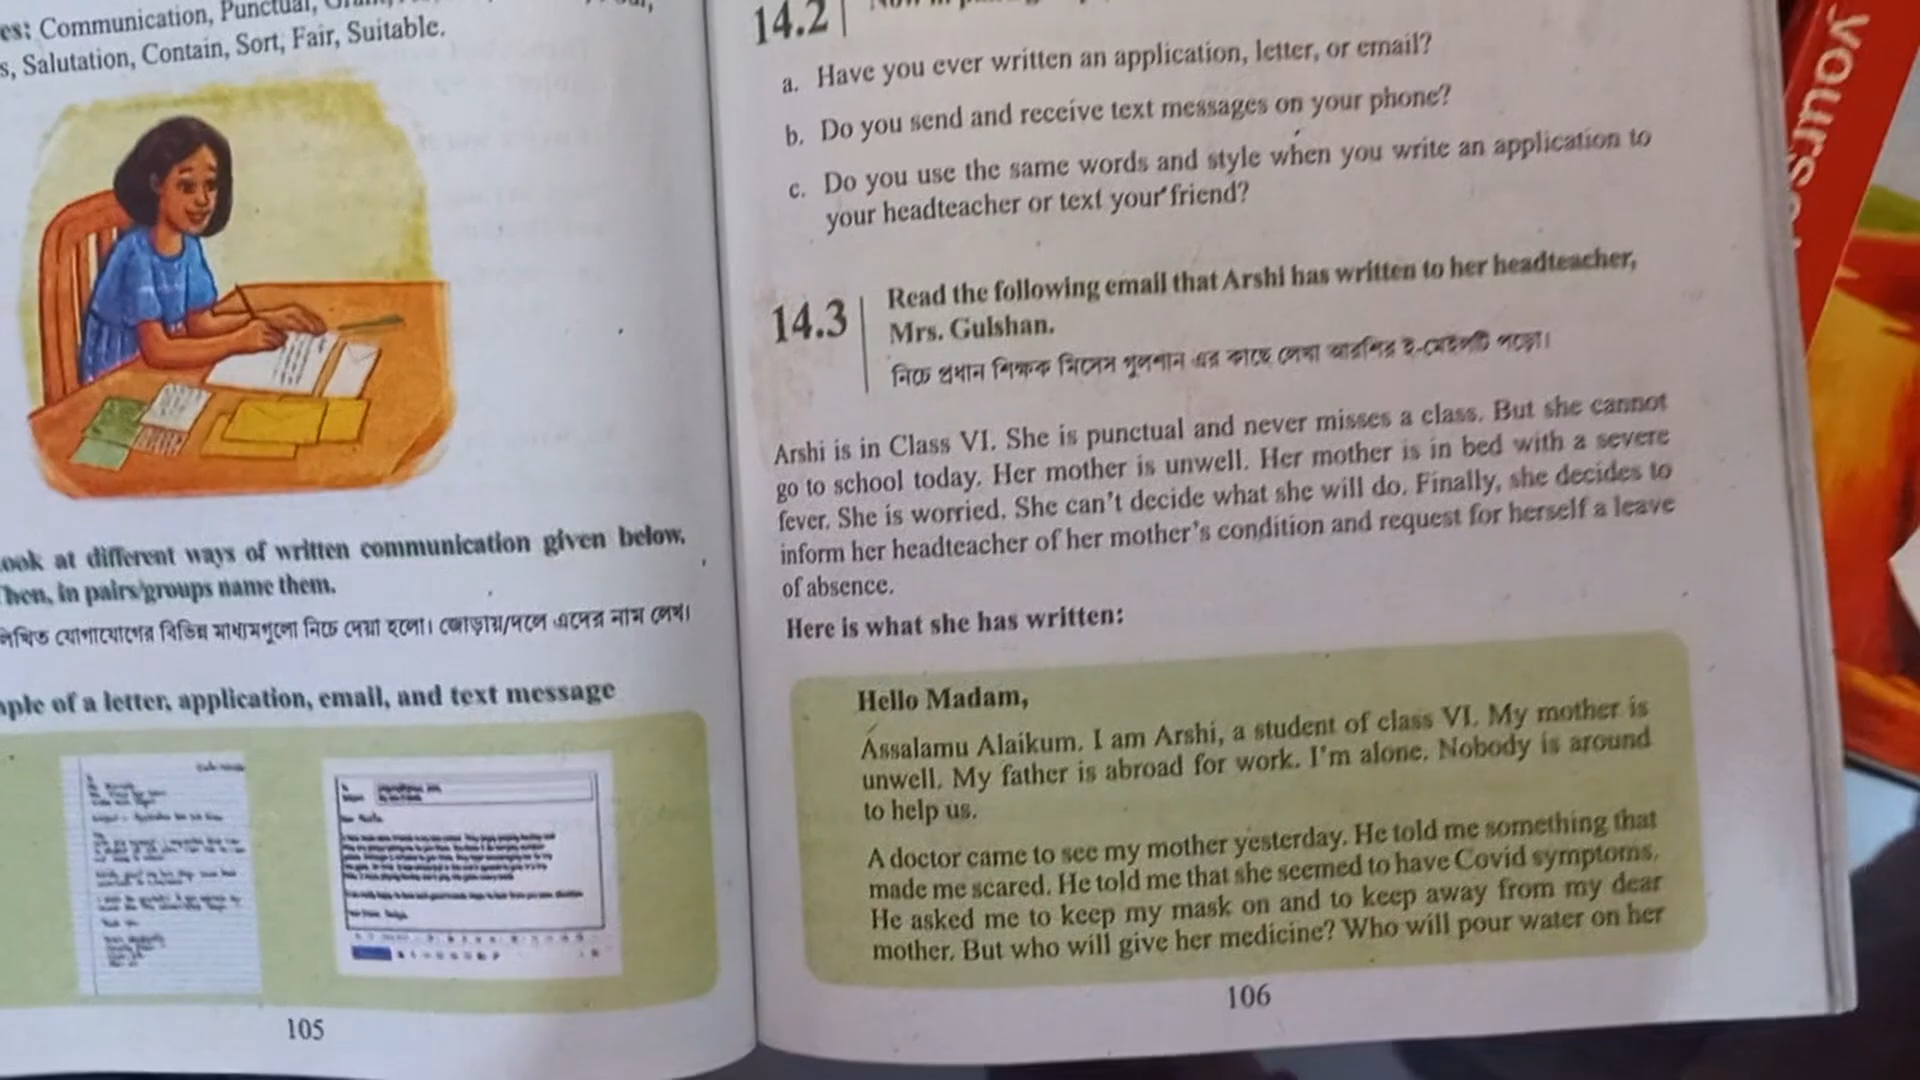 es: Communication, Punctual,
s, Salutation, Contain, Sort, Fair, Suitable.
ook at different ways of written communication given below.
Then, in pairs/groups name them.
লিখিত যোগাযোগের বিভিন্ন মাধ্যমগুলো নিচে দেয়া হলো। জোড়ায়/দলে এদের নাম লেখ।
ple of a letter, application, email, and text message
105
14.2
a. Have you ever written an application, letter, or email?
b. Do you send and receive text messages on your phone?
c. Do you use the same words and style when you write an application to
your headteacher or text your friend?
14.3
Read the following email that Arshi has written to her headteacher,
Mrs. Gulshan.
নিচে প্রধান শিক্ষক মিসেস গুলশান এর কাছে লেখা আরশির ই-মেইলটি পড়ো।
Arshi is in Class VI. She is punctual and never misses a class. But she cannot
go to school today. Her mother is unwell. Her mother is in bed with a severe
fever. She is worried. She can't decide what she will do. Finally, she decides to
inform her headteacher of her mother's condition and request for herself a leave
of absence.
Here is what she has written:
Hello Madam,
Assalamu Alaikum. I am Arshi, a student of class VI. My mother is
unwell. My father is abroad for work. I'm alone. Nobody is around
to help us.
A doctor came to see my mother yesterday. He told me something that
made me scared. He told me that she seemed to have Covid symptoms.
He asked me to keep my mask on and to keep away from my dear
mother. But who will give her medicine? Who will pour water on her
106